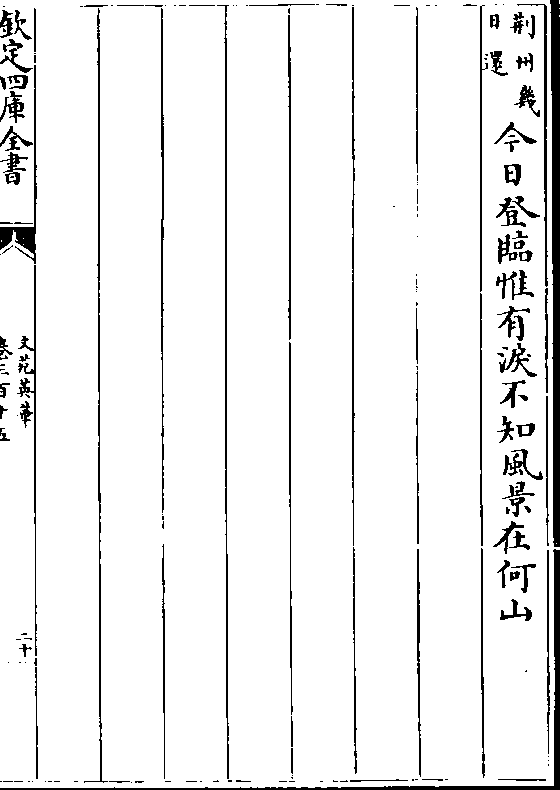 荆州幾
日還
今日登臨惟有淚不知風景在何山
欽定四庫全書
文苑英華
卷三百十五
二十